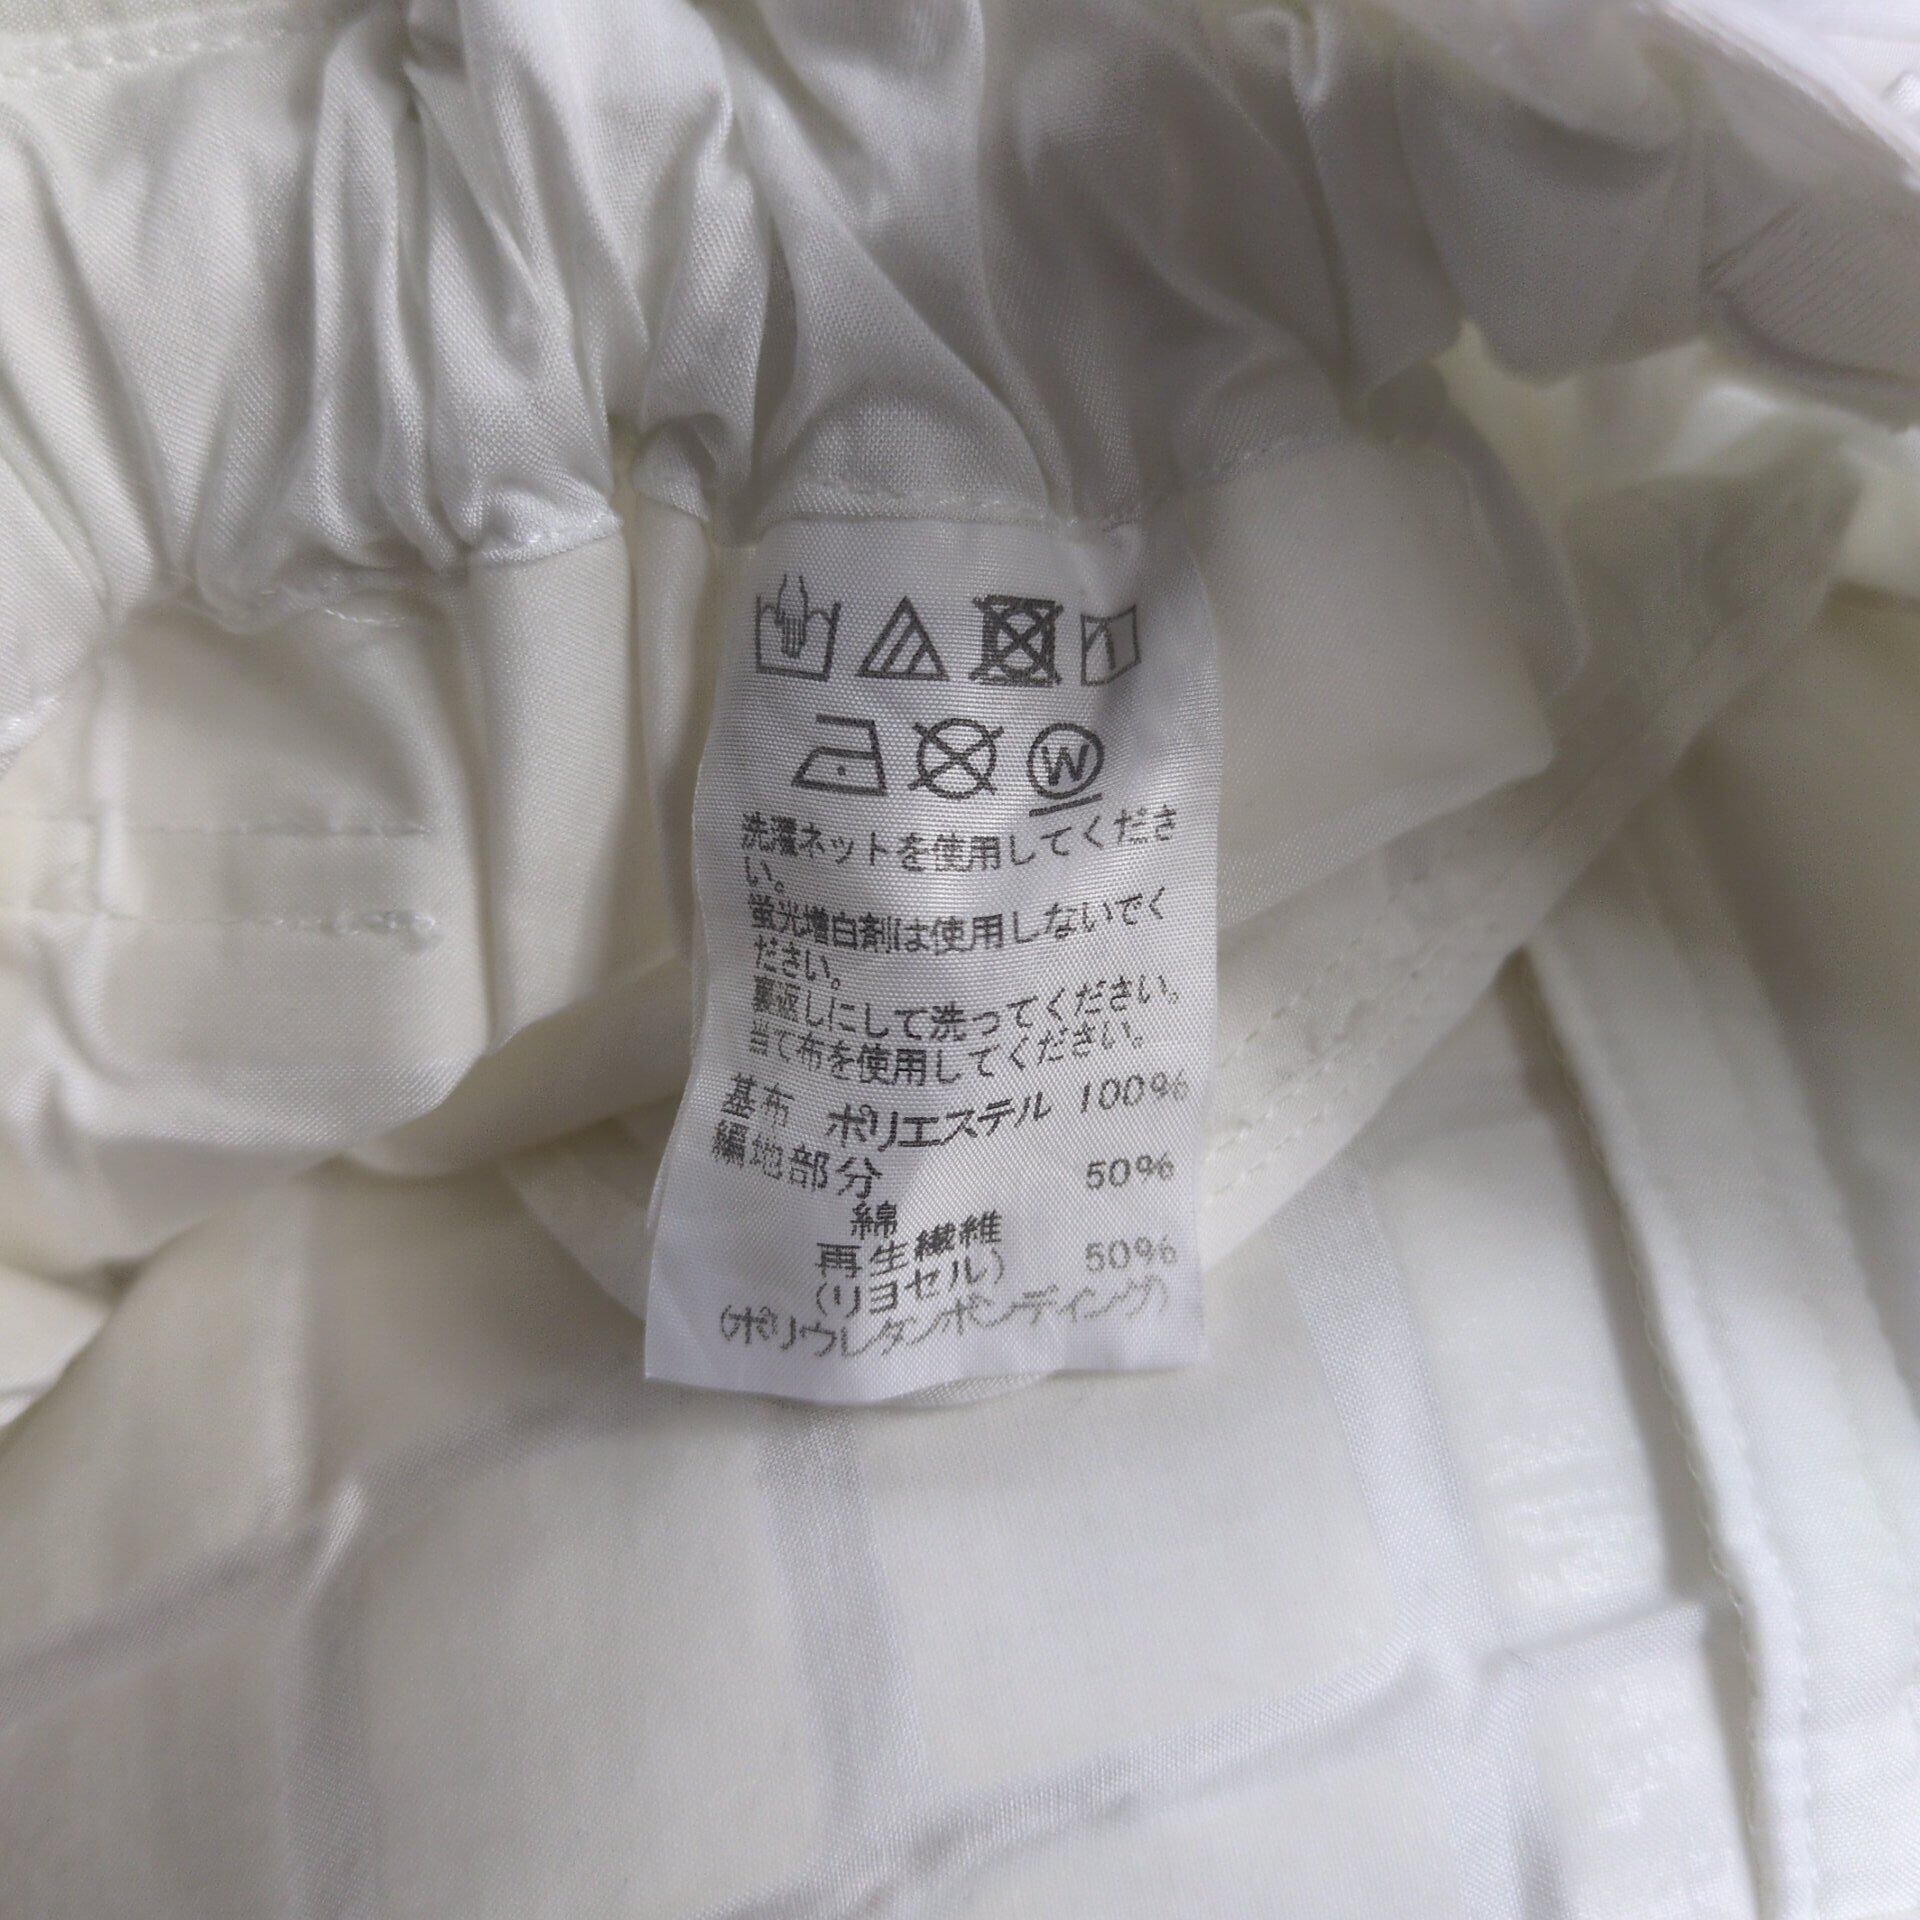 W
洗濯ネットを使用してくださ
い。
蛍光増白剤は使用しないでく
ださい。
裏返しにして洗ってください。
当て布を使用してください。
基布 ポリエステル 100%
編地部分
綿 50%
再生繊維
(リヨセル) 50%
(ポリウレタンボンディング)